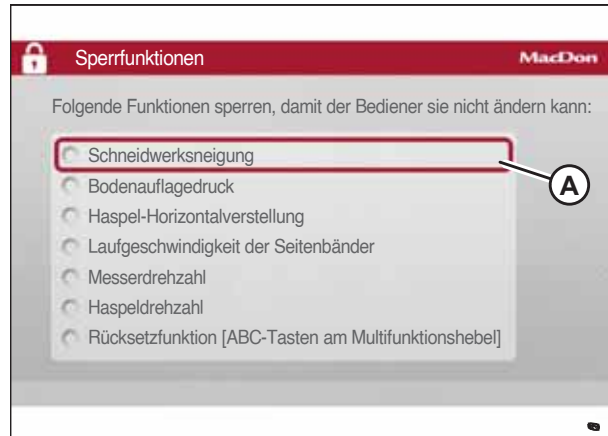 Sperrfunktionen MacDon
Folgende Funktionen sperren, damit der Bediener sie nicht ändern kann:
Schneidwerksneigung
A
Bodenauflagedruck
Haspel-Horizontalverstellung
Laufgeschwindigkeit der Seitenbänder
Messerdrehzahl
Haspeldrehzahl
Rücksetzfunktion [ABC-Tasten am Multifunktionshebel]